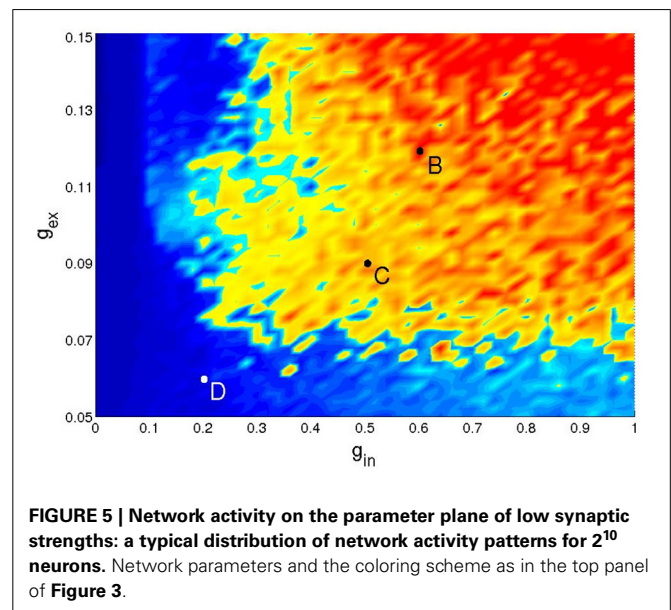 0.15
0.13
0.11
0.09
0.07
0.05
g_ex
B
C
D
0 0.1 0.2 0.3 0.4 0.5 0.6 0.7 0.8 0.9 1
g_in
FIGURE 5 | Network activity on the parameter plane of low synaptic
strengths: a typical distribution of network activity patterns for 2^10
neurons. Network parameters and the coloring scheme as in the top panel
of Figure 3.